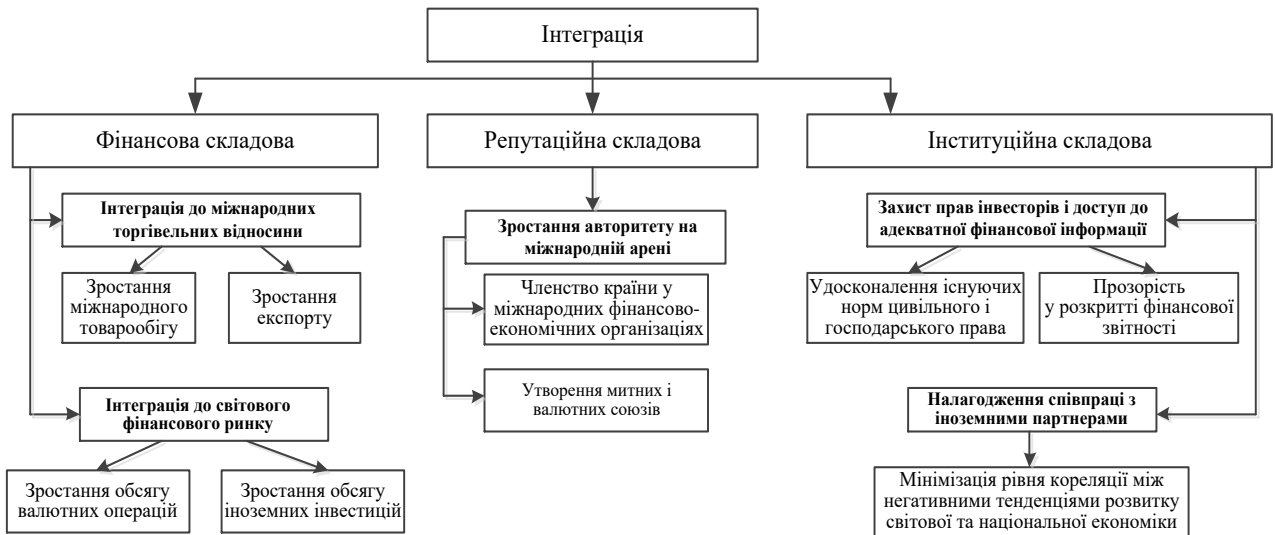 Інтеграція
Фінансова складова
Репутаційна складова
Інституційна складова
Інтеграція до міжнародних
торгівельних відносини
Зростання
міжнародного
товарообігу
Зростання
експорту
Інтеграція до світового
фінансового ринку
Зростання обсягу
валютних операцій
Зростання обсягу
іноземних інвестицій
Зростання авторитету на
міжнародній арені
Членство країни у
міжнародних фінансово-
економічних організаціях
Утворення митних і
валютних союзів
Захист прав інвесторів і доступ до
адекватної фінансової інформації
Удосконалення існуючих
норм цивільного і
господарського права
Прозорість
у розкритті фінансової
звітності
Налагодження співпраці з
іноземними партнерами
Мінімізація рівня кореляції між
негативними тенденціями розвитку
світової та національної економіки